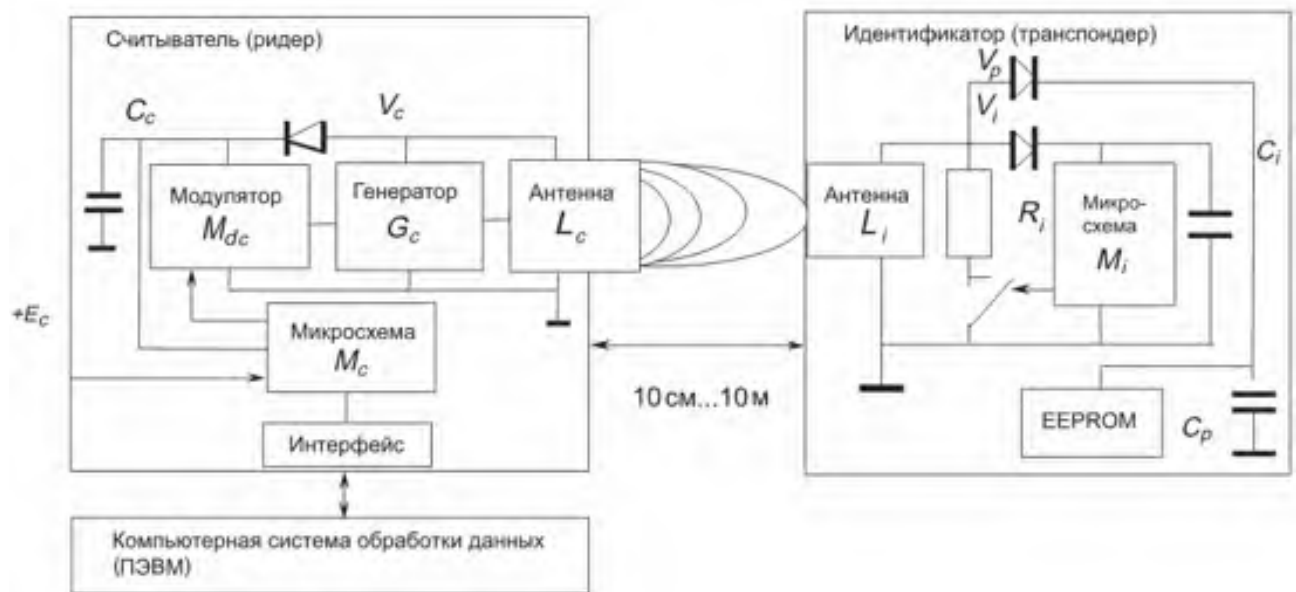 Считыватель (ридер)
C_c
V_c
Модулятор
M_dc
Генератор
G_c
Антенна
L_c
+E_c
Микросхема
M_c
Интерфейс
Компьютерная система обработки данных
(ПЭВМ)
10 см...10 м
Идентификатор (транспондер)
V_p
V_i
C_i
Антенна
L_i
R_i
Микро-
схема
M_i
EEPROM
C_p